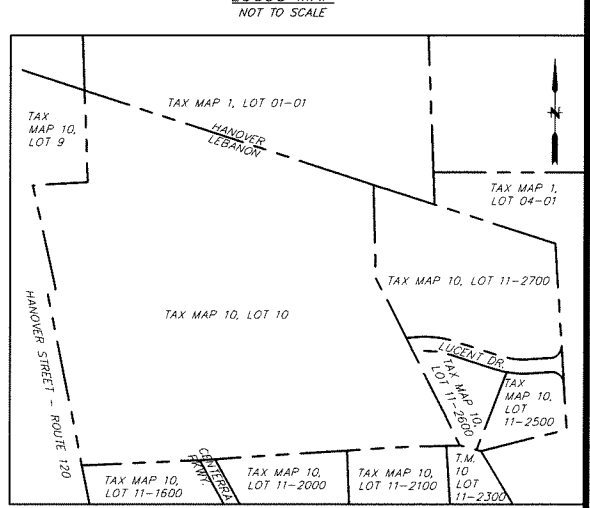 NOT TO SCALE
TAX MAP 1, LOT 01-01
TAX
MAP 10,
LOT 9
HANOVER
LEBANON
N
TAX MAP 1,
LOT 04-01
TAX MAP 10, LOT 11-2700
TAX MAP 10, LOT 10
HANOVER STREET - ROUTE 120
LUCENT DR.
TAX MAP 10,
LOT 11-2600
TAX
MAP 10,
LOT
11-2500
TAX MAP 10,
LOT 11-1600
CENTERRA
PKWY.
TAX MAP 10,
LOT 11-2000
TAX MAP 10,
LOT 11-2100
T.M.
10
LOT
11-2300